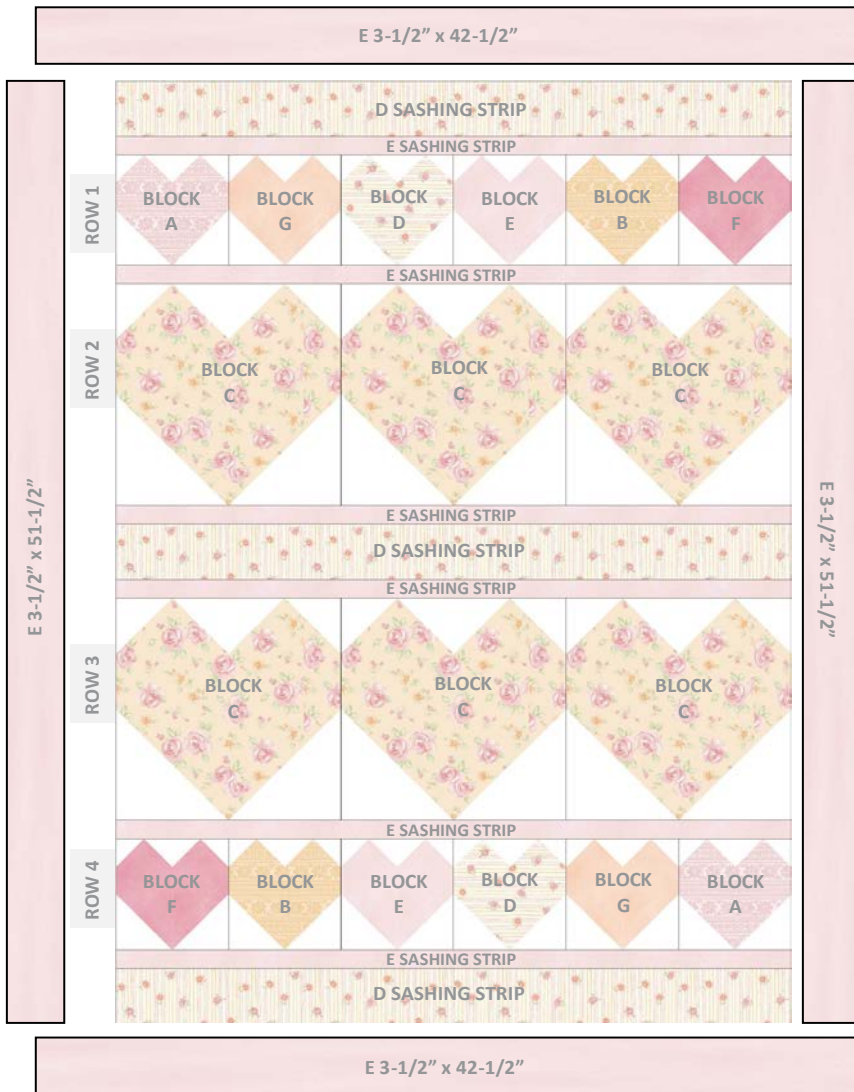 E 3-1/2” x 42-1/2”
D SASHING STRIP
E SASHING STRIP
ROW 1
BLOCK
A
BLOCK
G
BLOCK
D
BLOCK
E
BLOCK
B
BLOCK
F
E SASHING STRIP
ROW 2
BLOCK
C
BLOCK
C
BLOCK
C
E 3-1/2” x 51-1/2”
E SASHING STRIP
D SASHING STRIP
E SASHING STRIP
E 3-1/2” x 51-1/2”
ROW 3
BLOCK
C
BLOCK
C
BLOCK
C
E SASHING STRIP
ROW 4
BLOCK
F
BLOCK
B
BLOCK
E
BLOCK
D
BLOCK
G
BLOCK
A
E SASHING STRIP
D SASHING STRIP
E 3-1/2” x 42-1/2”